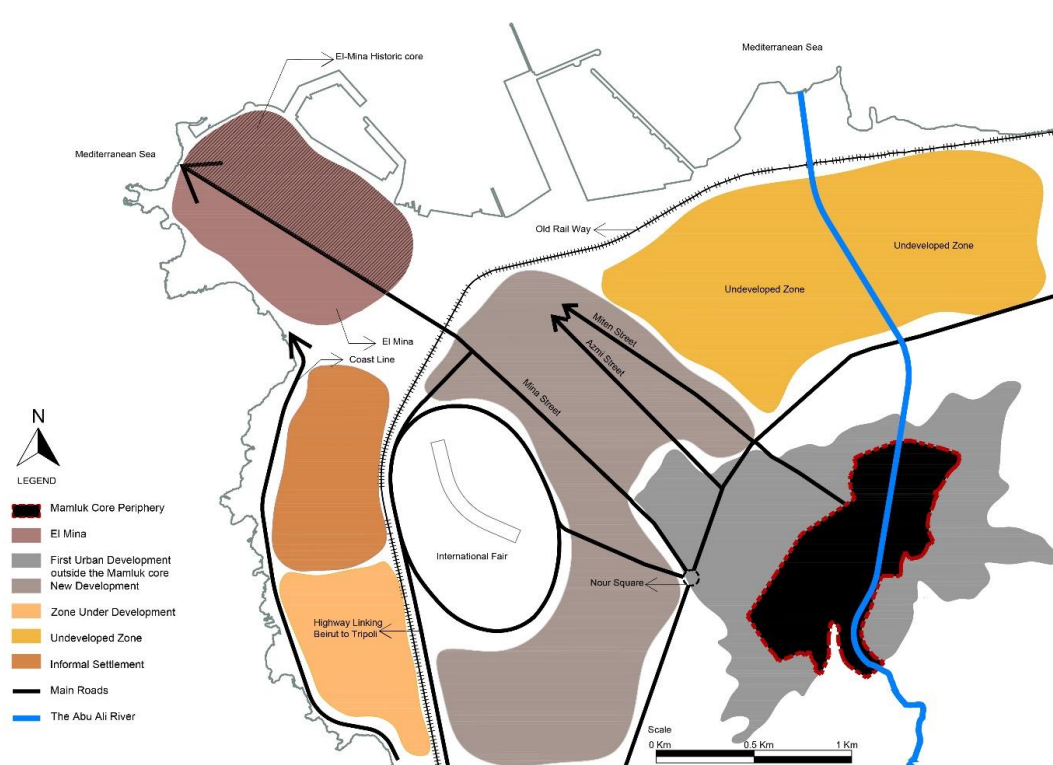 El-Mina Historic core
Mediterranean Sea
Mediterranean Sea
Old Rail Way
Undeveloped Zone
Undeveloped Zone
El Mina
Coast Line
Miten Street
Azmi Street
Mina Street
International Fair
Nour Square
Highway Linking
Beirut to Tripoli
N
LEGEND
Mamluk Core Periphery
El Mina
First Urban Development
outside the Mamluk core
New Development
Zone Under Development
Undeveloped Zone
Informal Settlement
Main Roads
The Abu Ali River
Scale
0 Km 0.5 Km 1 Km